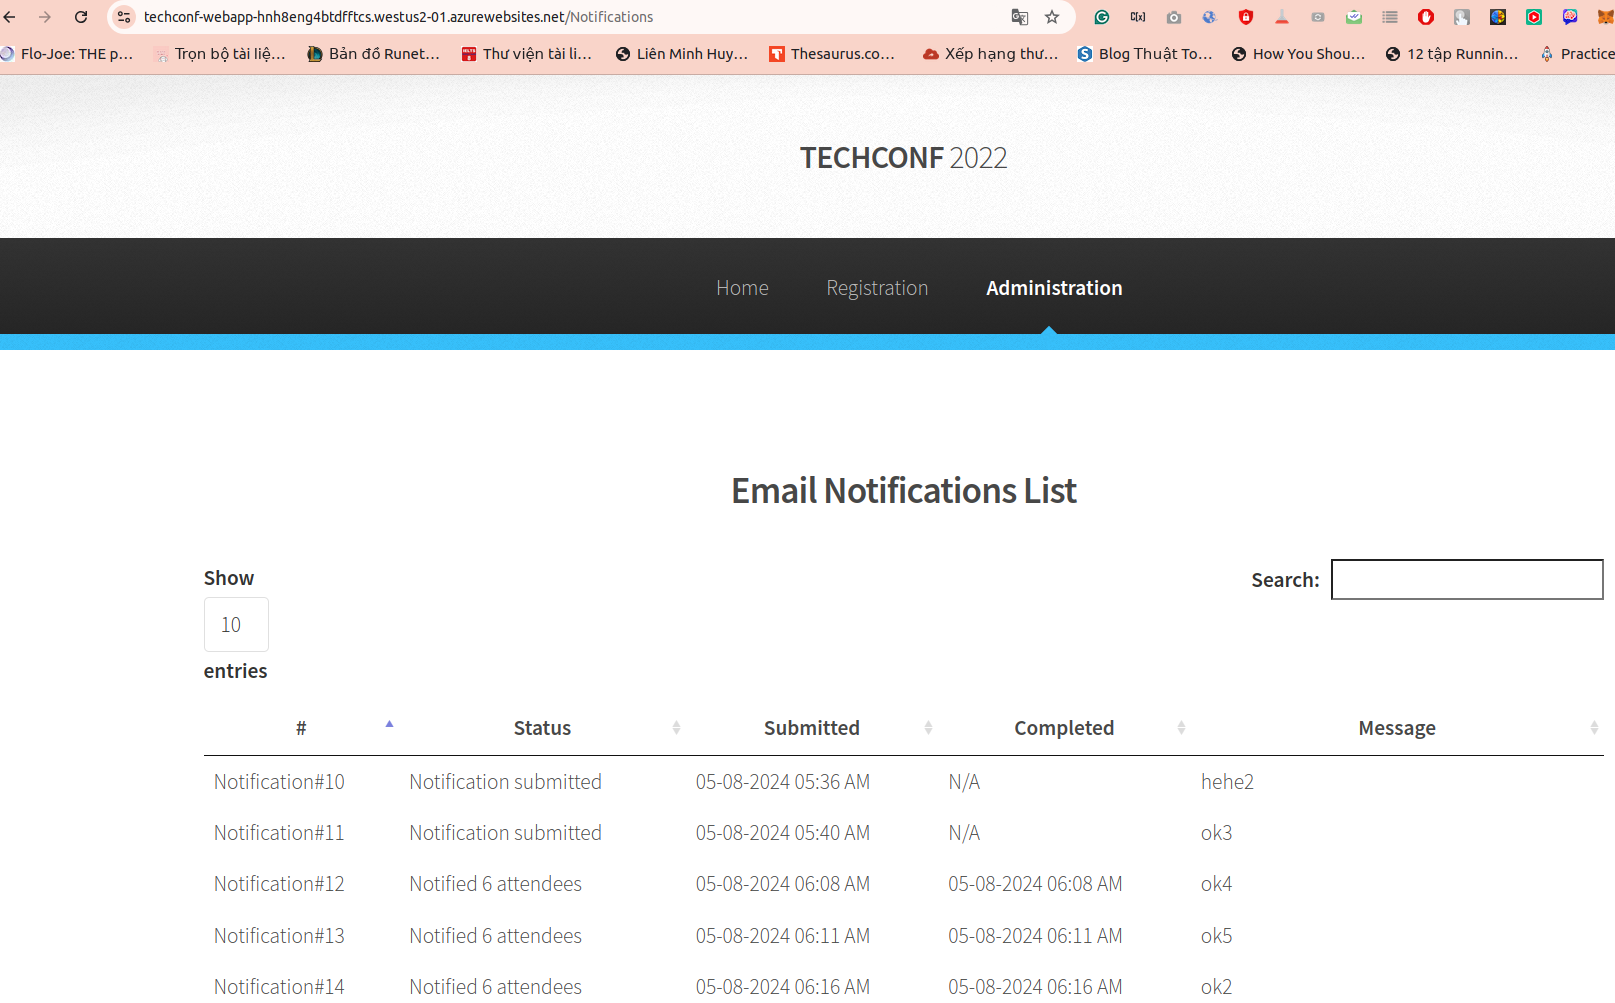 techconf-webapp-hnh8eng4btdfftcs.westus2-01.azurewebsites.net/Notifications
Flo-Joe: THE p... Trọn bộ tài liệ... Bản đồ Runet... Thư viện tài li... Liên Minh Huy... Thesaurus.co... Xếp hạng thư... Blog Thuật To... How You Shou... 12 tập Runnin... Practice
TECHCONF 2022
Home Registration Administration
Email Notifications List
Show
10
entries
Search:
# Status Submitted Completed Message
Notification#10 Notification submitted 05-08-2024 05:36 AM N/A hehe2
Notification#11 Notification submitted 05-08-2024 05:40 AM N/A ok3
Notification#12 Notified 6 attendees 05-08-2024 06:08 AM 05-08-2024 06:08 AM ok4
Notification#13 Notified 6 attendees 05-08-2024 06:11 AM 05-08-2024 06:11 AM ok5
Notification#14 Notified 6 attendees 05-08-2024 06:16 AM 05-08-2024 06:16 AM ok2